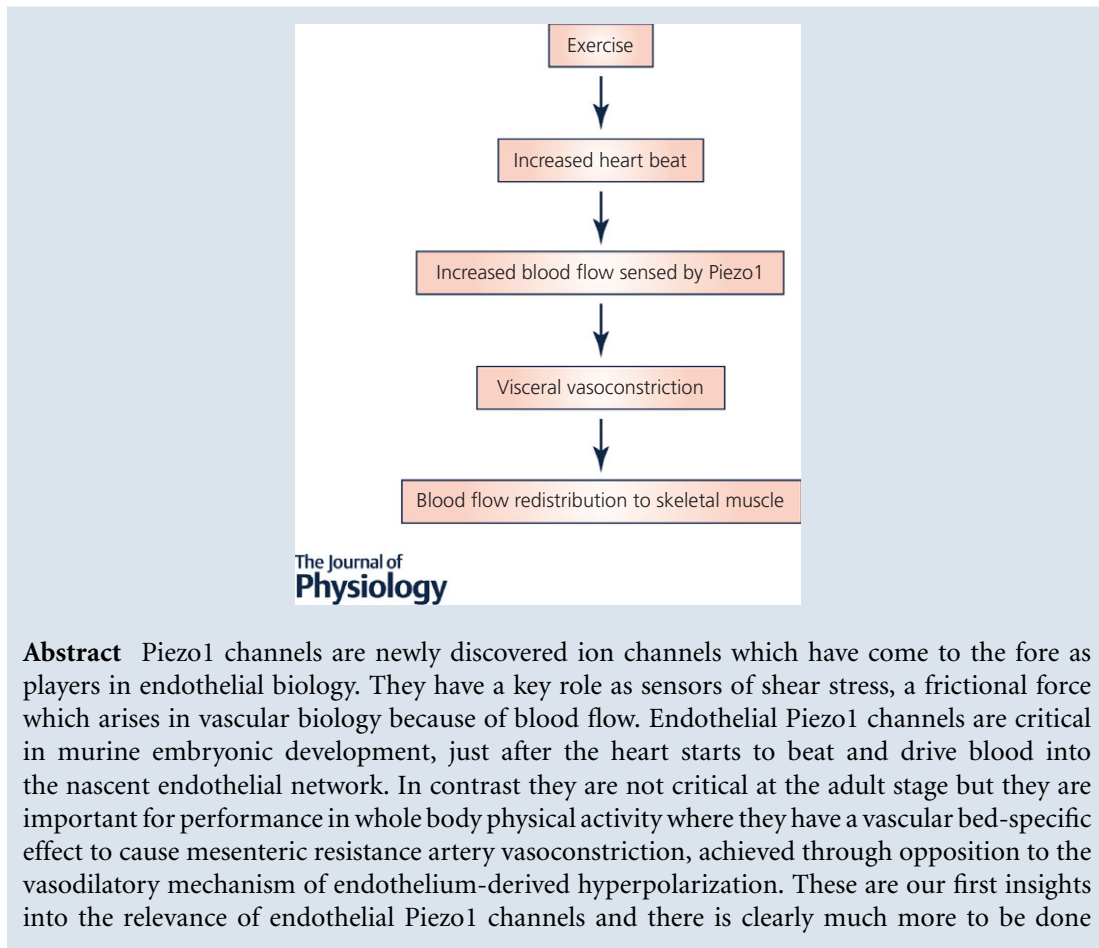 Exercise
Increased heart beat
Increased blood flow sensed by Piezo1
Visceral vasoconstriction
Blood flow redistribution to skeletal muscle
The Journal of
Physiology
Abstract Piezo1 channels are newly discovered ion channels which have come to the fore as
players in endothelial biology. They have a key role as sensors of shear stress, a frictional force
which arises in vascular biology because of blood flow. Endothelial Piezo1 channels are critical
in murine embryonic development, just after the heart starts to beat and drive blood into
the nascent endothelial network. In contrast they are not critical at the adult stage but they are
important for performance in whole body physical activity where they have a vascular bed-specific
effect to cause mesenteric resistance artery vasoconstriction, achieved through opposition to the
vasodilatory mechanism of endothelium-derived hyperpolarization. These are our first insights
into the relevance of endothelial Piezo1 channels and there is clearly much more to be done